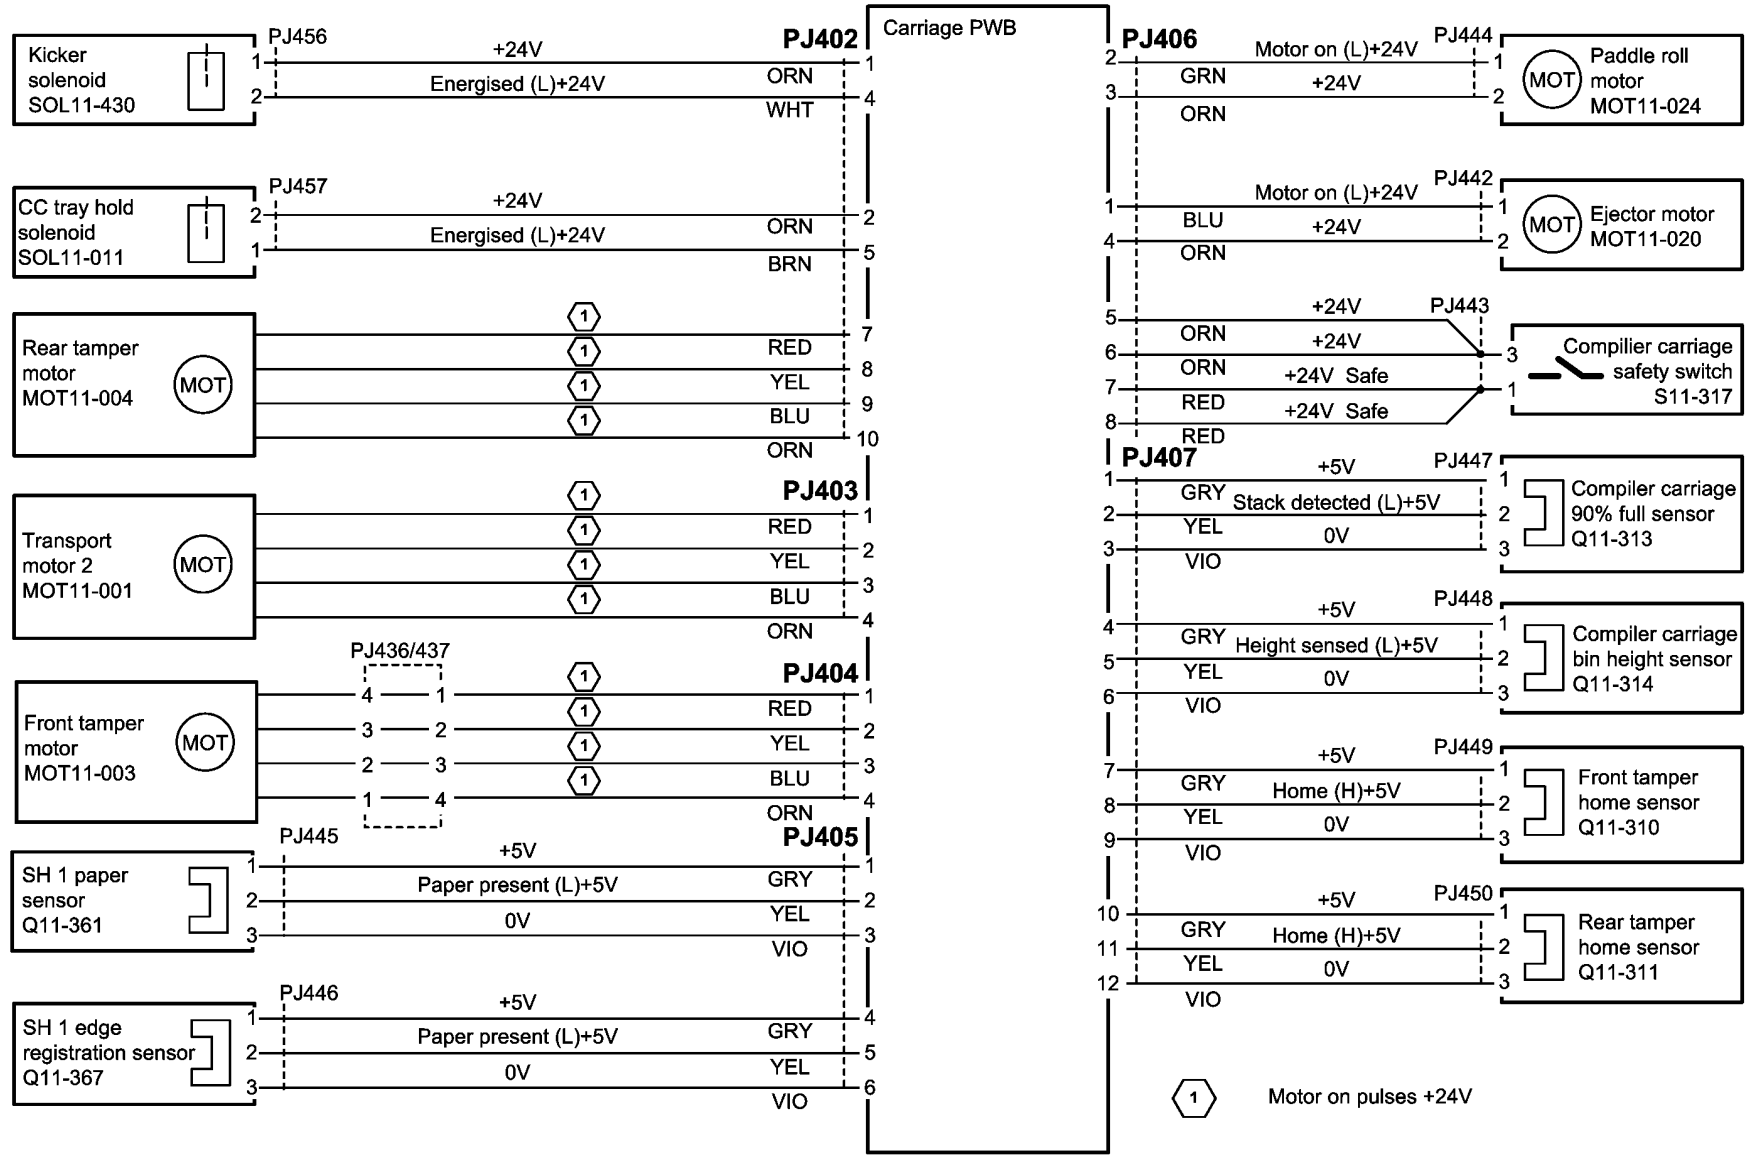 Carriage PWB
Kicker
solenoid
SOL11-430
PJ456
1
+24V
ORN
PJ402
1
2
Energised (L)+24V
WHT
4
CC tray hold
solenoid
SOL11-011
PJ457
2
+24V
ORN
2
1
Energised (L)+24V
BRN
5
Rear tamper
motor
MOT11-004
MOT
1
RED
7
1
YEL
8
1
BLU
9
1
ORN
10
Transport
motor 2
MOT11-001
MOT
PJ403
1
RED
1
1
YEL
2
1
BLU
3
1
ORN
4
Front tamper
motor
MOT11-003
MOT
PJ436/437
PJ404
4 1
1
RED
1
3 2
1
YEL
2
2 3
1
BLU
3
1 4
1
ORN
4
SH 1 paper
sensor
Q11-361
PJ445
PJ405
1
+5V
GRY
1
2
Paper present (L)+5V
YEL
2
3
0V
VIO
3
SH 1 edge
registration sensor
Q11-367
PJ446
1
+5V
GRY
4
2
Paper present (L)+5V
YEL
5
3
0V
VIO
6
PJ406
2
GRN
Motor on (L)+24V
PJ444
1
3
ORN
+24V
2
MOT
Paddle roll
motor
MOT11-024
1
BLU
Motor on (L)+24V
PJ442
1
4
ORN
+24V
2
MOT
Ejector motor
MOT11-020
5
ORN
+24V
PJ443
6
ORN
+24V
3
7
RED
+24V Safe
1
8
RED
+24V Safe
Compilier carriage
safety switch
S11-317
PJ407
1
GRY
+5V
PJ447
1
2
YEL
Stack detected (L)+5V
2
3
VIO
0V
3
Compiler carriage
90% full sensor
Q11-313
4
GRY
+5V
PJ448
1
5
YEL
Height sensed (L)+5V
2
6
VIO
0V
3
Compiler carriage
bin height sensor
Q11-314
7
GRY
+5V
PJ449
1
8
YEL
Home (H)+5V
2
9
VIO
0V
3
Front tamper
home sensor
Q11-310
10
GRY
+5V
PJ450
1
11
YEL
Home (H)+5V
2
12
VIO
0V
3
Rear tamper
home sensor
Q11-311
1 Motor on pulses +24V